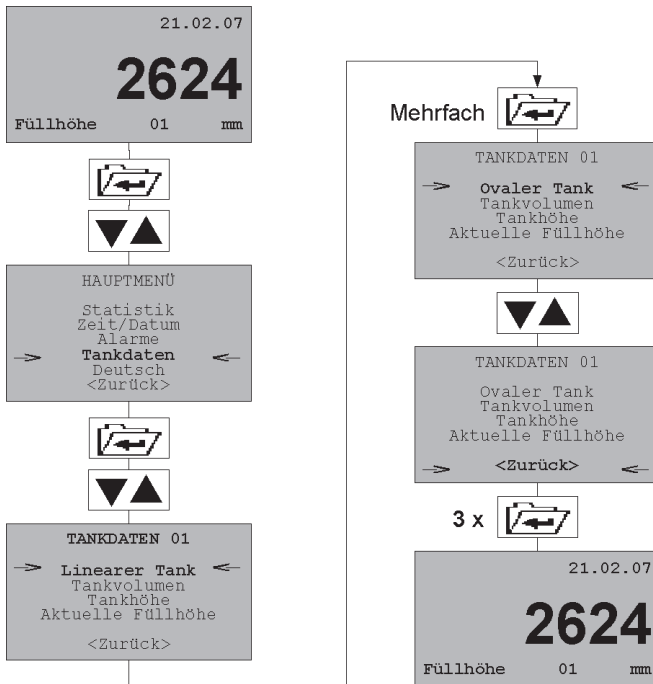 21.02.07
2624
Füllhöhe 01 mm
HAUPTMENÜ
Statistik
Zeit/Datum
Alarme
Tankdaten
Deutsch
<Zurück>
TANKDATEN 01
Linearer Tank
Tankvolumen
Tankhöhe
Aktuelle Füllhöhe
<Zurück>
Mehrfach
TANKDATEN 01
Ovaler Tank
Tankvolumen
Tankhöhe
Aktuelle Füllhöhe
<Zurück>
TANKDATEN 01
Ovaler Tank
Tankvolumen
Tankhöhe
Aktuelle Füllhöhe
<Zurück>
3 x
21.02.07
2624
Füllhöhe 01 mm